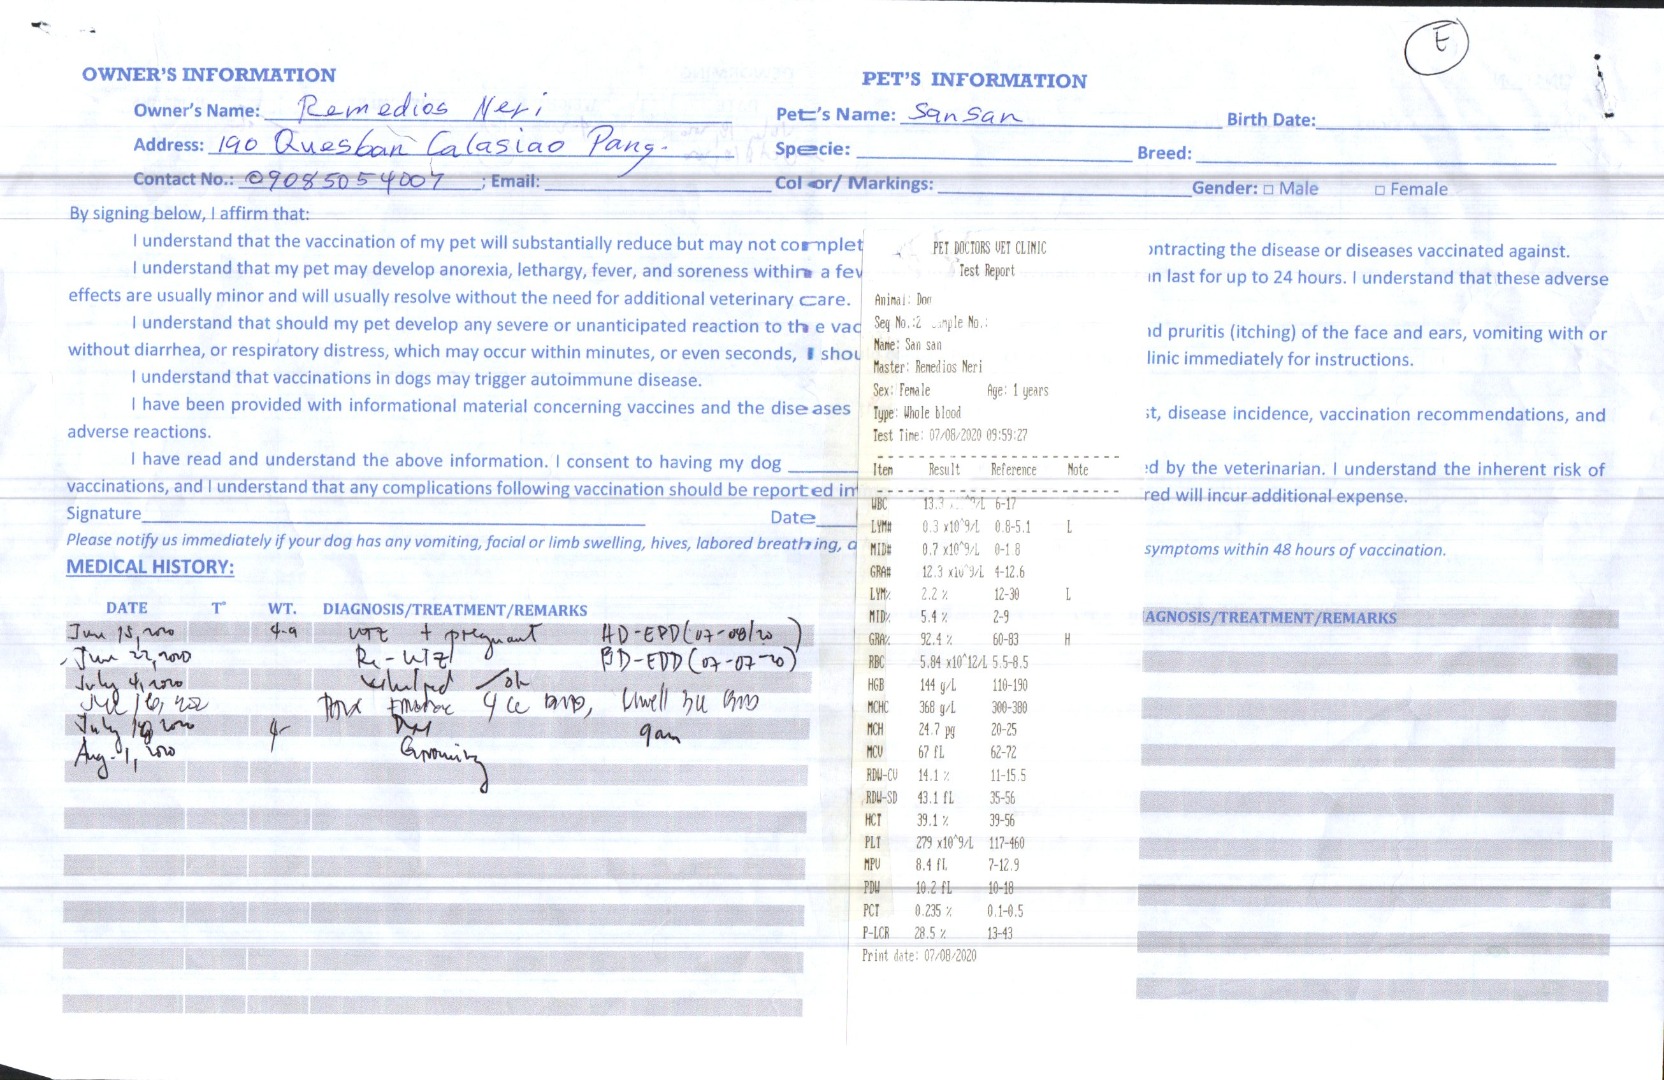 E
OWNER'S INFORMATION
Owner's Name: Remedios Neri
Address: 190 Quesban Calasiao Pang.
Contact No.: 09085054007 ; Email:
PET'S INFORMATION
Pet's Name: Sansan Birth Date:
Specie: Breed:
Color/ Markings: Gender: □ Male □ Female
By signing below, I affirm that:
I understand that the vaccination of my pet will substantially reduce but may not complet ontracting the disease or diseases vaccinated against.
I understand that my pet may develop anorexia, lethargy, fever, and soreness within a few n last for up to 24 hours. I understand that these adverse
effects are usually minor and will usually resolve without the need for additional veterinary care.
I understand that should my pet develop any severe or unanticipated reaction to the vac d pruritis (itching) of the face and ears, vomiting with or
without diarrhea, or respiratory distress, which may occur within minutes, or even seconds, I shou linic immediately for instructions.
I understand that vaccinations in dogs may trigger autoimmune disease.
I have been provided with informational material concerning vaccines and the diseases st, disease incidence, vaccination recommendations, and
adverse reactions.
I have read and understand the above information. I consent to having my dog ed by the veterinarian. I understand the inherent risk of
vaccinations, and I understand that any complications following vaccination should be reported in red will incur additional expense.
Signature Date
Please notify us immediately if your dog has any vomiting, facial or limb swelling, hives, labored breathing, symptoms within 48 hours of vaccination.
MEDICAL HISTORY:
DATE T° WT. DIAGNOSIS/TREATMENT/REMARKS
Jun 15, 2020 4.9 UTZ + pregnant HD-EPD (07-08/20)
Jun 22, 2020 Re-UTZ BD-EDD (07-07-20)
July 4, 2020
4 cc
July 2020 4 9am
Aug. 1, 2020 Grooming
AGNOSIS/TREATMENT/REMARKS
PET DOCTORS VET CLINIC
Test Report
Animal: Dog
Seq No.:2 mple No.:
Name: San san
Master: Remedios Neri
Sex: Female Age: 1 years
Type: Whole blood
Test Time: 07/08/2020 09:59:27
Item Result Reference Note
WBC 13.3 ^9/L 6-17
LYM# 0.3 x10^9/L 0.8-5.1 L
MID# 0.7 x10^9/L 0-1.8
GRA# 12.3 x10^9/L 4-12.6
LYM% 2.2 % 12-30 L
MID% 5.4 % 2-9
GRA% 92.4 % 60-83 H
RBC 5.84 x10^12/L 5.5-8.5
HGB 144 g/L 110-190
MCHC 368 g/L 300-380
MCH 24.7 pg 20-25
MCV 67 fL 62-72
RDW-CV 14.1 % 11-15.5
RDW-SD 43.1 fL 35-56
HCT 39.1 % 39-56
PLT 279 x10^9/L 117-460
MPV 8.4 fL 7-12.9
PDW 10.2 fL 10-18
PCT 0.235 % 0.1-0.5
P-LCR 28.5 % 13-43
Print date: 07/08/2020